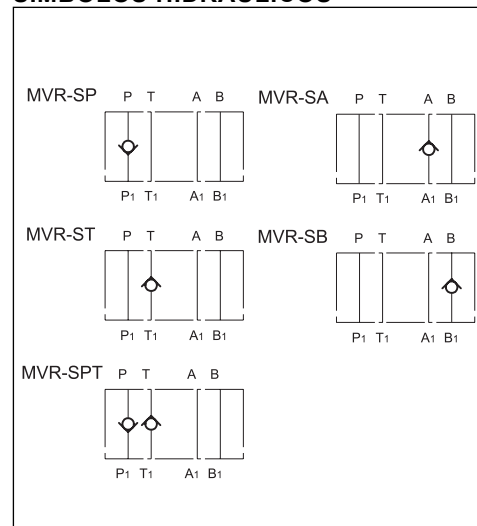 SIMBOLOS HIDRAULICOS
MVR-SP P T A B
P1 T1 A1 B1
MVR-SA P T A B
P1 T1 A1 B1
MVR-ST P T A B
P1 T1 A1 B1
MVR-SB P T A B
P1 T1 A1 B1
MVR-SPT P T A B
P1 T1 A1 B1